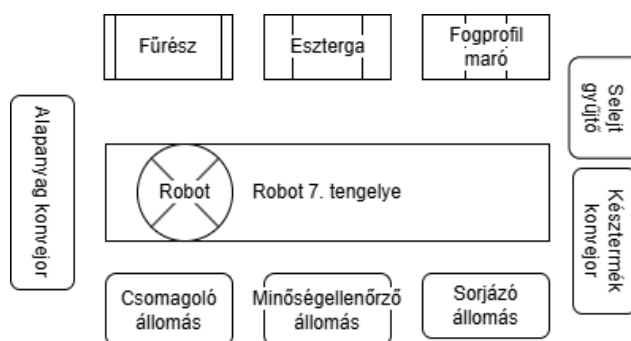 Fűrész
Eszterga
Fogprofil
maró
Alapanyag konvejor
Robot
Robot 7. tengelye
Selejt
gyűjtő
Késztermék
konvejor
Csomagoló
állomás
Minőségellenőrző
állomás
Sorjázó
állomás